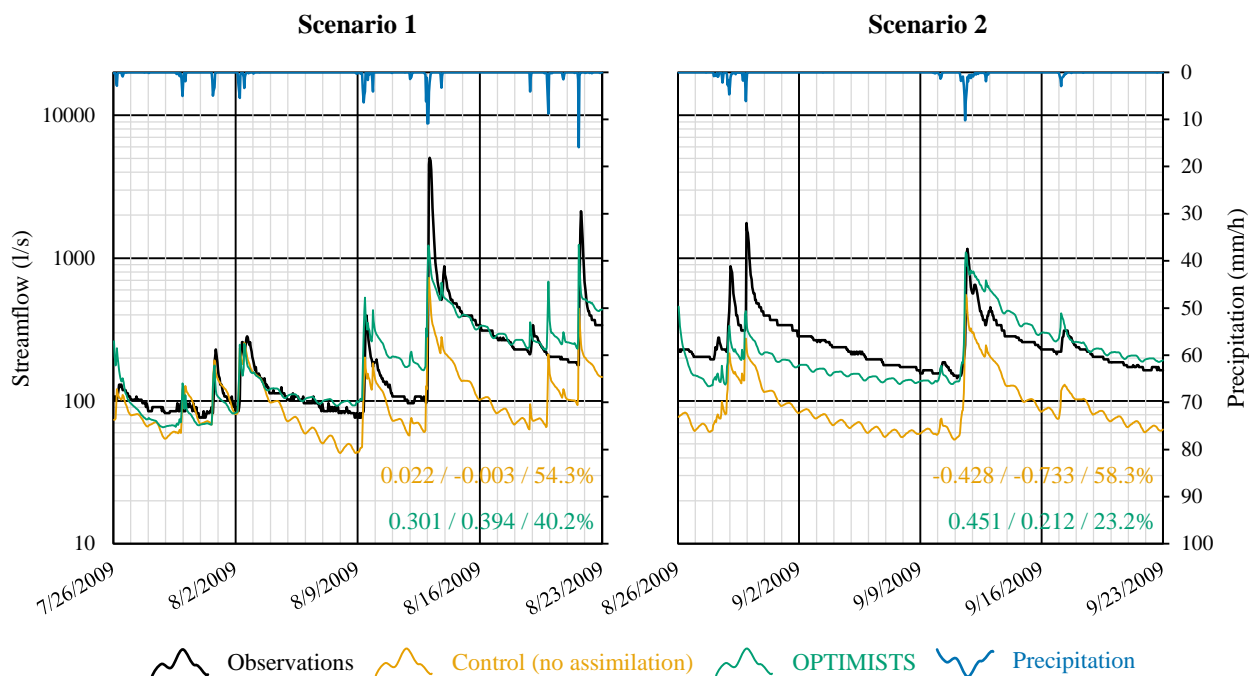 Scenario 1
Scenario 2
Streamflow (l/s)
10000
1000
100
10
0
10
20
30
40
50
60
70
80
90
100
Precipitation (mm/h)
0.022 / -0.003 / 54.3%
0.301 / 0.394 / 40.2%
-0.428 / -0.733 / 58.3%
0.451 / 0.212 / 23.2%
7/26/2009
8/2/2009
8/9/2009
8/16/2009
8/23/2009
8/26/2009
9/2/2009
9/9/2009
9/16/2009
9/23/2009
Observations
Control (no assimilation)
OPTIMISTS
Precipitation